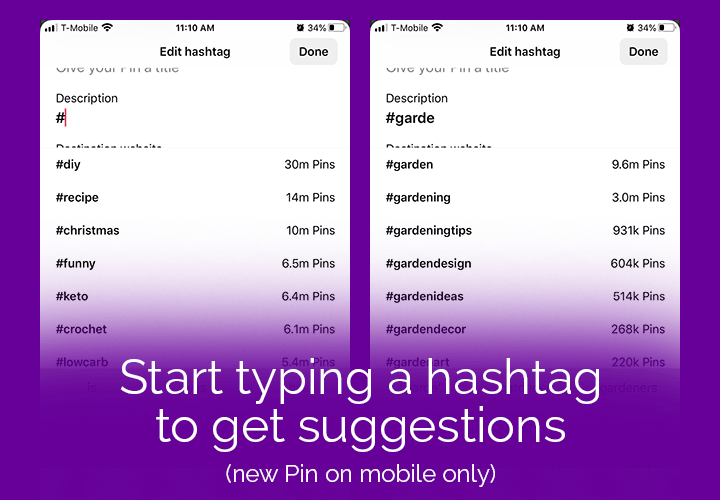 T-Mobile 11:10 AM 34%
Edit hashtag Done
Give your Pin a title
Description
#
Destination website
#diy 30m Pins
#recipe 14m Pins
#christmas 10m Pins
#funny 6.5m Pins
#keto 6.4m Pins
#crochet 6.1m Pins
#lowcarb 5.4m Pins
T-Mobile 11:10 AM 34%
Edit hashtag Done
Give your Pin a title
Description
#garde
Destination website
#garden 9.6m Pins
#gardening 3.0m Pins
#gardeningtips 931k Pins
#gardendesign 604k Pins
#gardenideas 514k Pins
#gardendecor 268k Pins
#gardenart 220k Pins
gardeners
Start typing a hashtag
to get suggestions
(new Pin on mobile only)